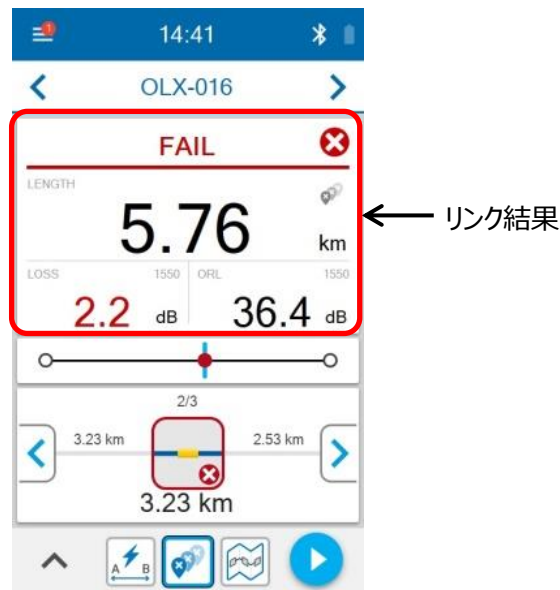 1
14:41
OLX-016
FAIL
LENGTH
5.76 km
LOSS 1550 ORL 1550
2.2 dB 36.4 dB
リンク結果
2/3
3.23 km 2.53 km
3.23 km
A B